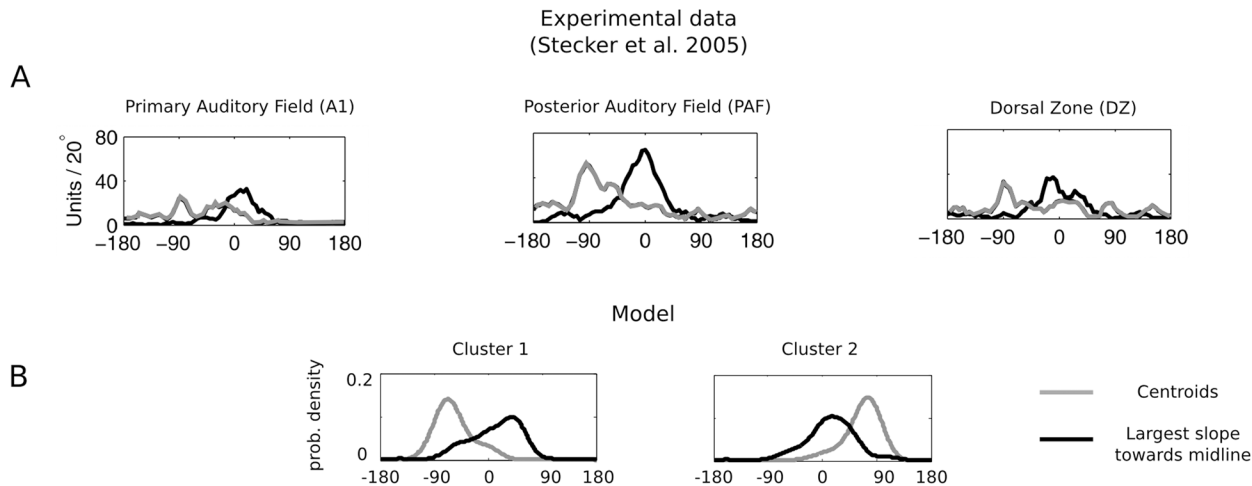 Experimental data
(Stecker et al. 2005)
A
Primary Auditory Field (A1)
Posterior Auditory Field (PAF)
Dorsal Zone (DZ)
Units / 20°
80
40
0
−180 −90 0 90 180
−180 −90 0 90 180
−180 −90 0 90 180
Model
B
Cluster 1
Cluster 2
prob. density
0.2
0
-180 -90 0 90 180
-180 -90 0 90 180
Centroids
Largest slope
towards midline